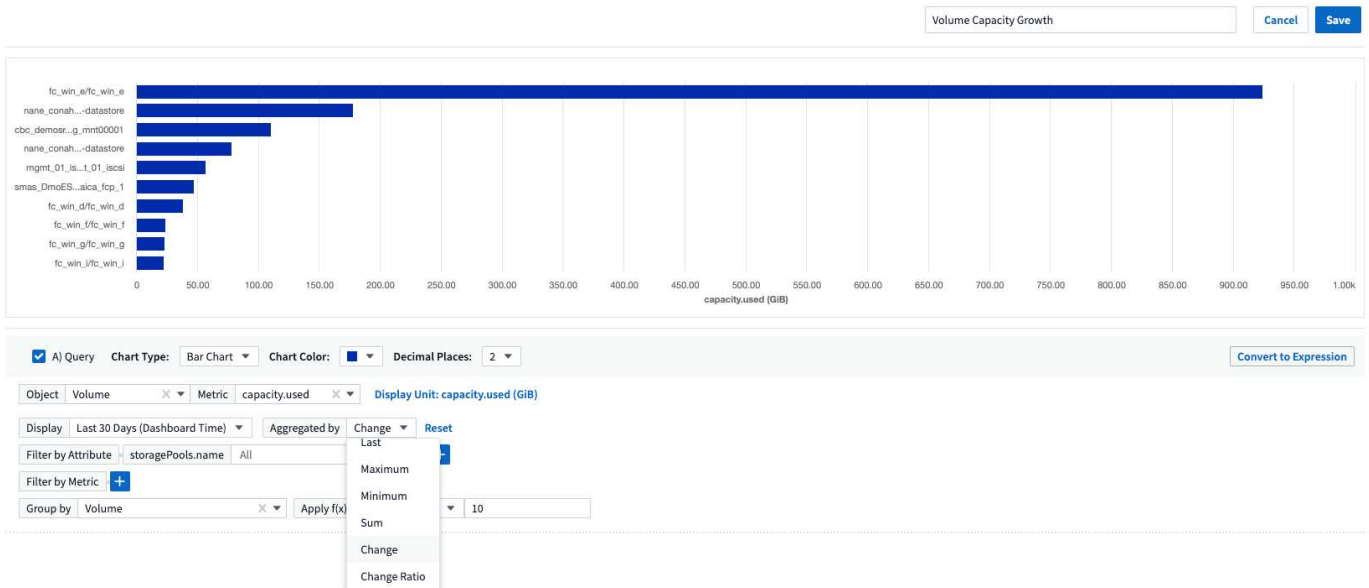 Volume Capacity Growth Cancel Save
fc_win_e/fc_win_e
nane_conah...-datastore
cbc_demosr...g_mnt00001
nane_conah...-datastore
mgmt_01_is...t_01_iscsi
smas_DmoES...aica_fcp_1
fc_win_d/fc_win_d
fc_win_f/fc_win_f
fc_win_g/fc_win_g
fc_win_i/fc_win_i
0 50.00 100.00 150.00 200.00 250.00 300.00 350.00 400.00 450.00 500.00 550.00 600.00 650.00 700.00 750.00 800.00 850.00 900.00 950.00 1.00k
capacity.used (GiB)
A) Query Chart Type: Bar Chart Chart Color: Decimal Places: 2 Convert to Expression
Object Volume Metric capacity.used Display Unit: capacity.used (GiB)
Display Last 30 Days (Dashboard Time) Aggregated by Change Reset
Last
Filter by Attribute storagePools.name All
Maximum
Filter by Metric +
Minimum
Group by Volume Apply f(x) 10
Sum
Change
Change Ratio